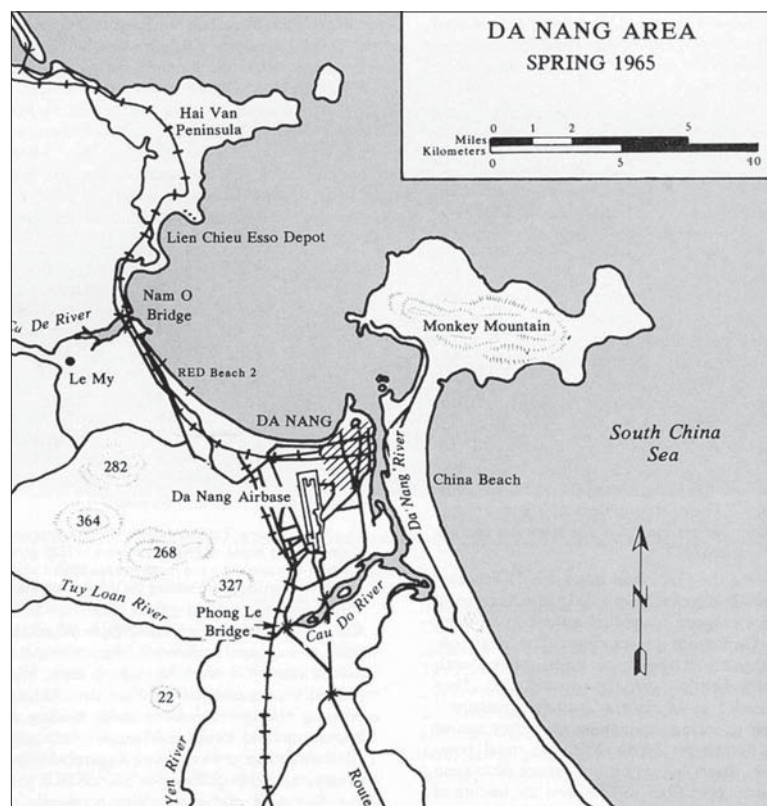 DA NANG AREA
SPRING 1965
0 1 2 5
Miles
Kilometers
0 5 10
Hai Van
Peninsula
Lien Chieu Esso Depot
Nam O
Bridge
De River
Monkey Mountain
Le My
RED Beach 2
DA NANG
South China
Sea
Da Nang River
282
China Beach
Da Nang Airbase
364
268
327
N
Tuy Loan River
Phong Le
Bridge
Cau Do River
22
Yen River
Route